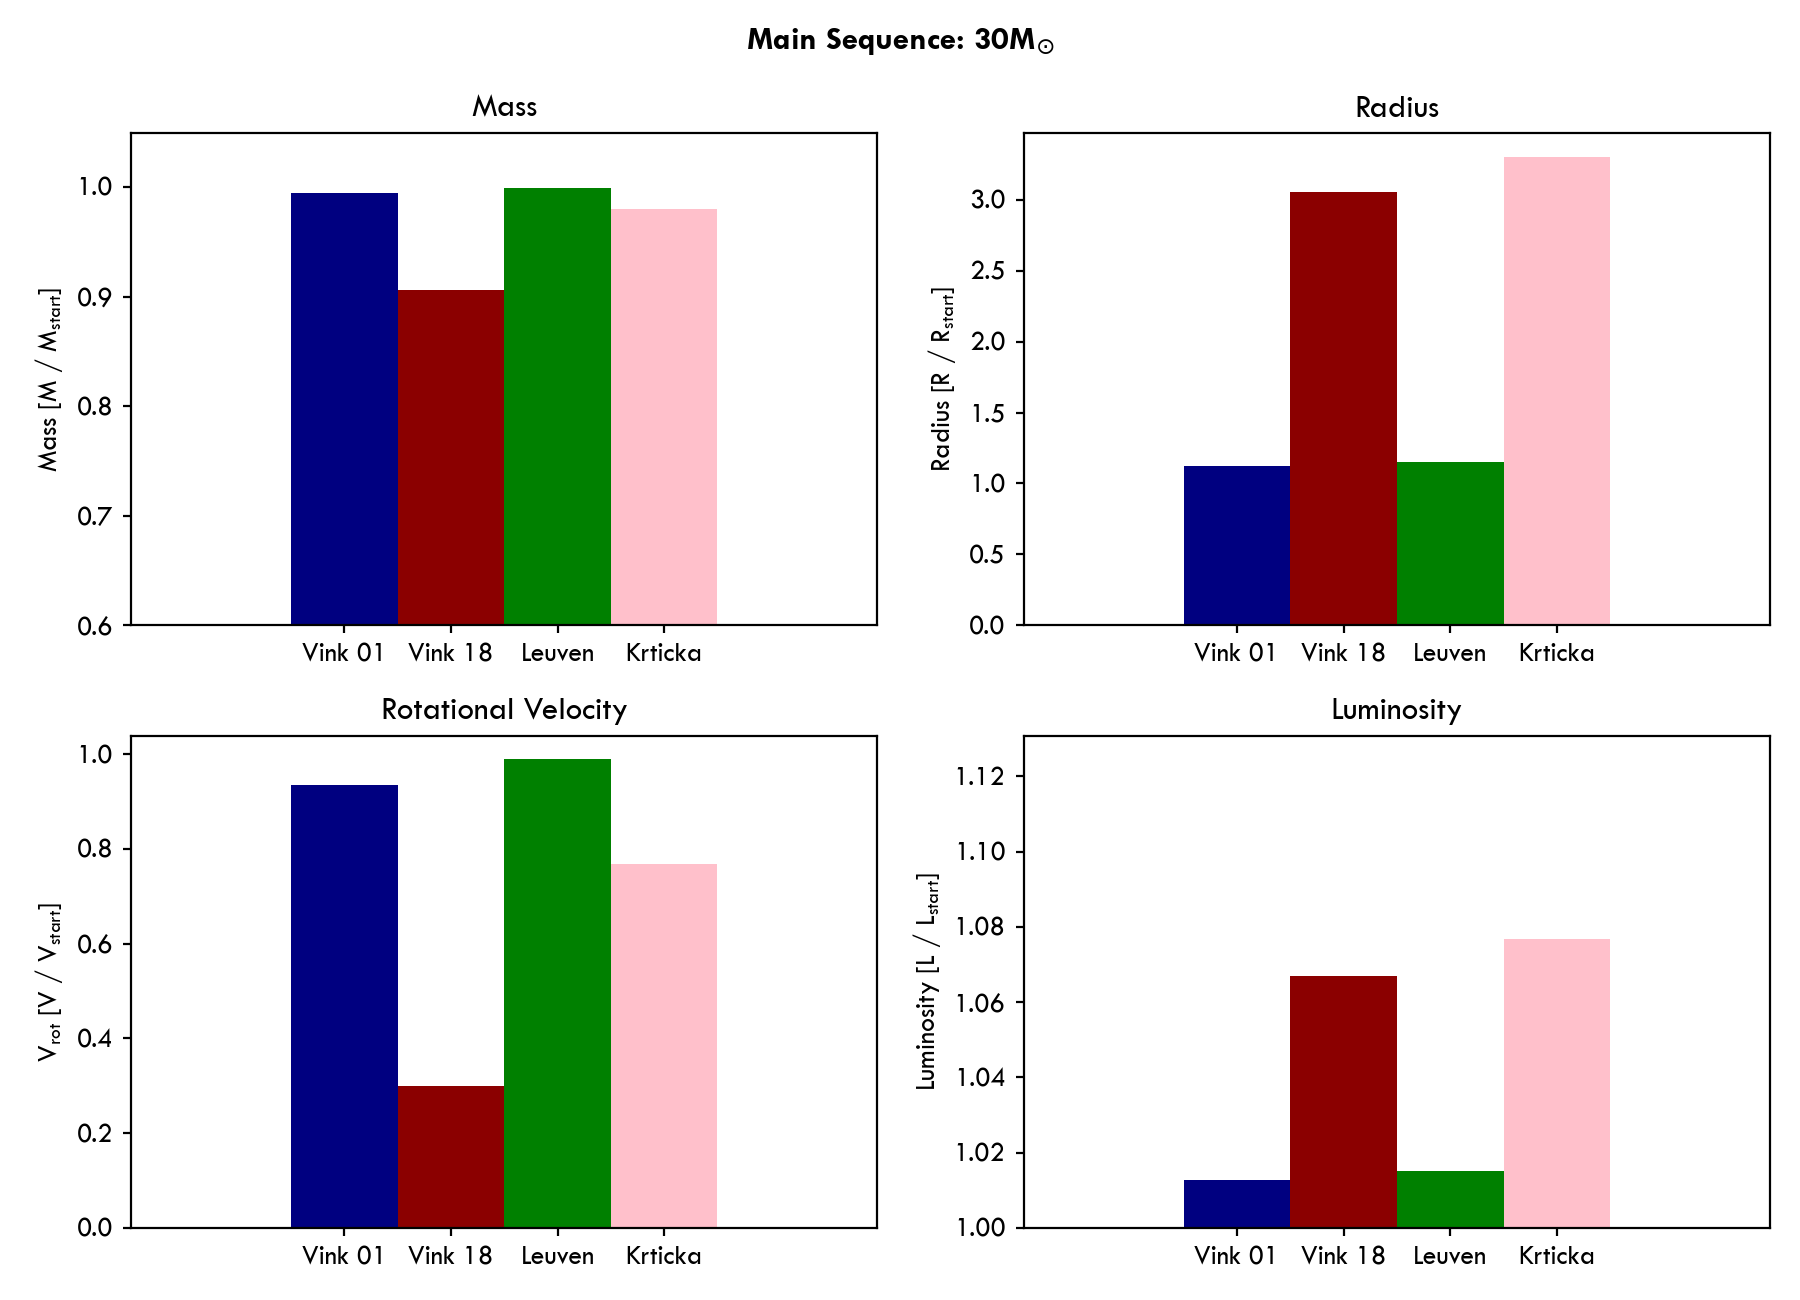 Main Sequence: 30M☉
Mass
Mass [M / Mstart]
1.0
0.9
0.8
0.7
0.6
Vink 01 Vink 18 Leuven Krticka
Radius
Radius [R / Rstart]
3.0
2.5
2.0
1.5
1.0
0.5
0.0
Vink 01 Vink 18 Leuven Krticka
Rotational Velocity
Vrot [V / Vstart]
1.0
0.8
0.6
0.4
0.2
0.0
Vink 01 Vink 18 Leuven Krticka
Luminosity
Luminosity [L / Lstart]
1.12
1.10
1.08
1.06
1.04
1.02
1.00
Vink 01 Vink 18 Leuven Krticka